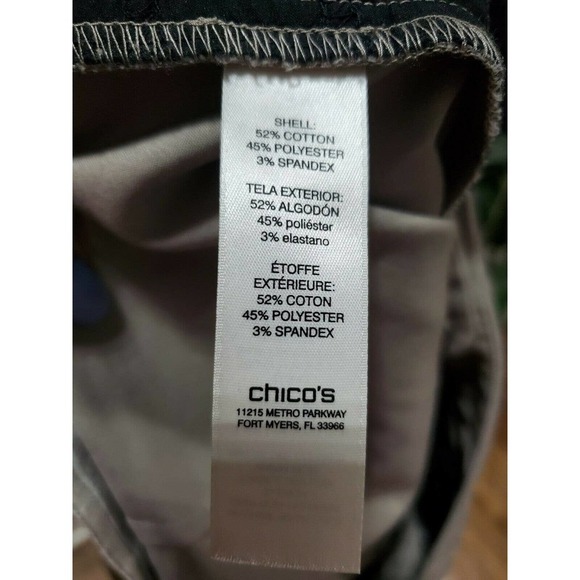 SHELL:
52% COTTON
45% POLYESTER
3% SPANDEX
TELA EXTERIOR:
52% ALGODÓN
45% poliéster
3% elastano
ÉTOFFE
EXTÉRIEURE:
52% COTON
45% POLYESTER
3% SPANDEX
chico's
11215 METRO PARKWAY
FORT MYERS, FL 33966